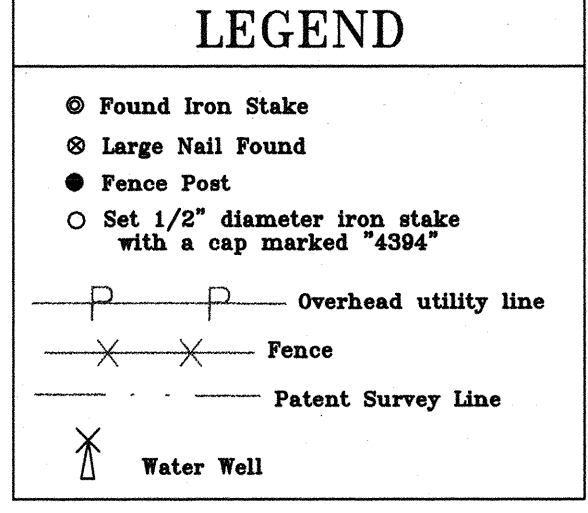 LEGEND
Found Iron Stake
Large Nail Found
Fence Post
Set 1/2" diameter iron stake
with a cap marked "4394"
P P Overhead utility line
Fence
Patent Survey Line
Water Well